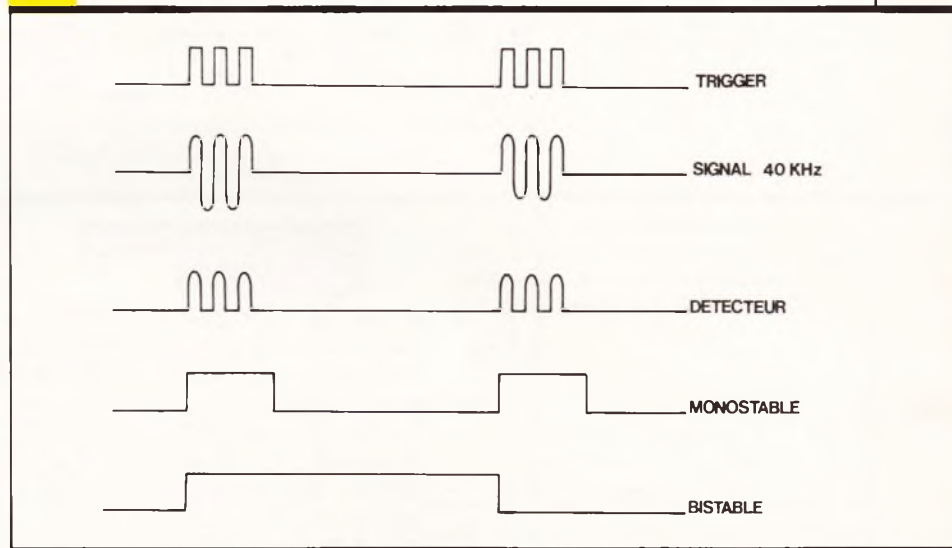 TRIGGER
SIGNAL 40 KHz
DETECTEUR
MONOSTABLE
BISTABLE